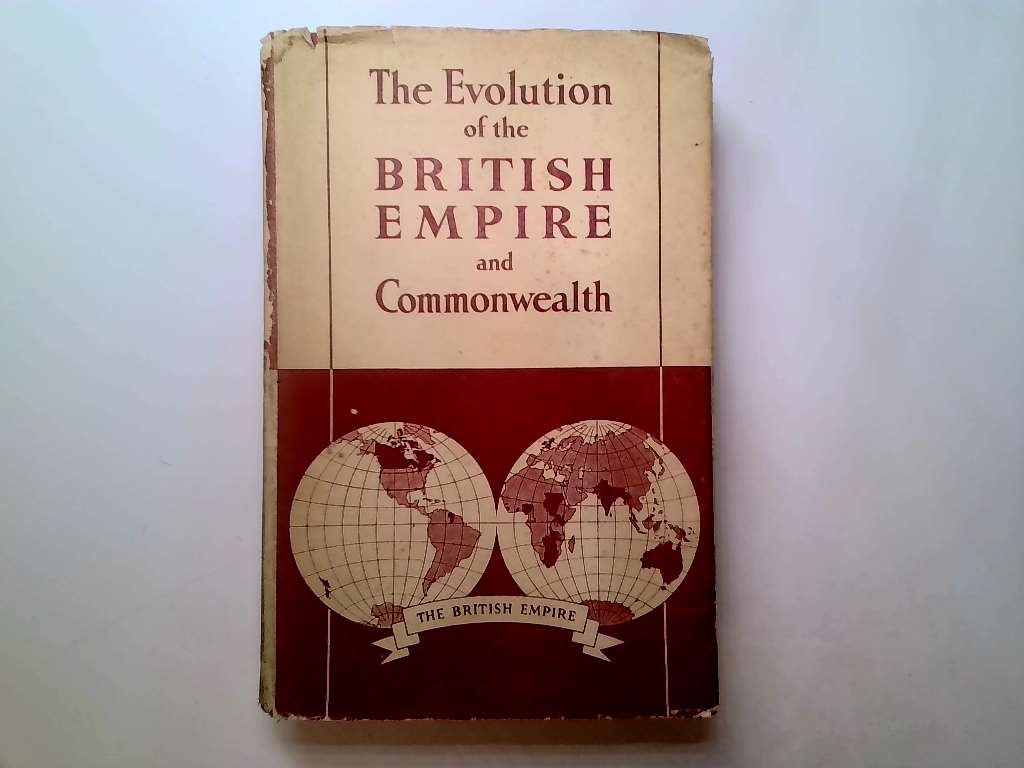 The Evolution
of the
BRITISH
EMPIRE
and
Commonwealth
THE BRITISH EMPIRE